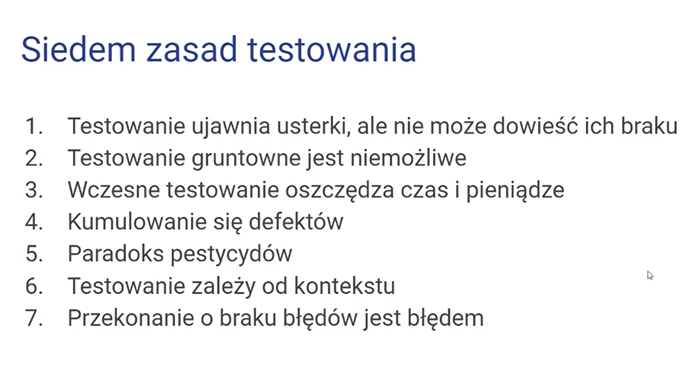 Siedem zasad testowania
1. Testowanie ujawnia usterki, ale nie może dowieść ich braku
2. Testowanie gruntowne jest niemożliwe
3. Wczesne testowanie oszczędza czas i pieniądze
4. Kumulowanie się defektów
5. Paradoks pestycydów
6. Testowanie zależy od kontekstu
7. Przekonanie o braku błędów jest błędem